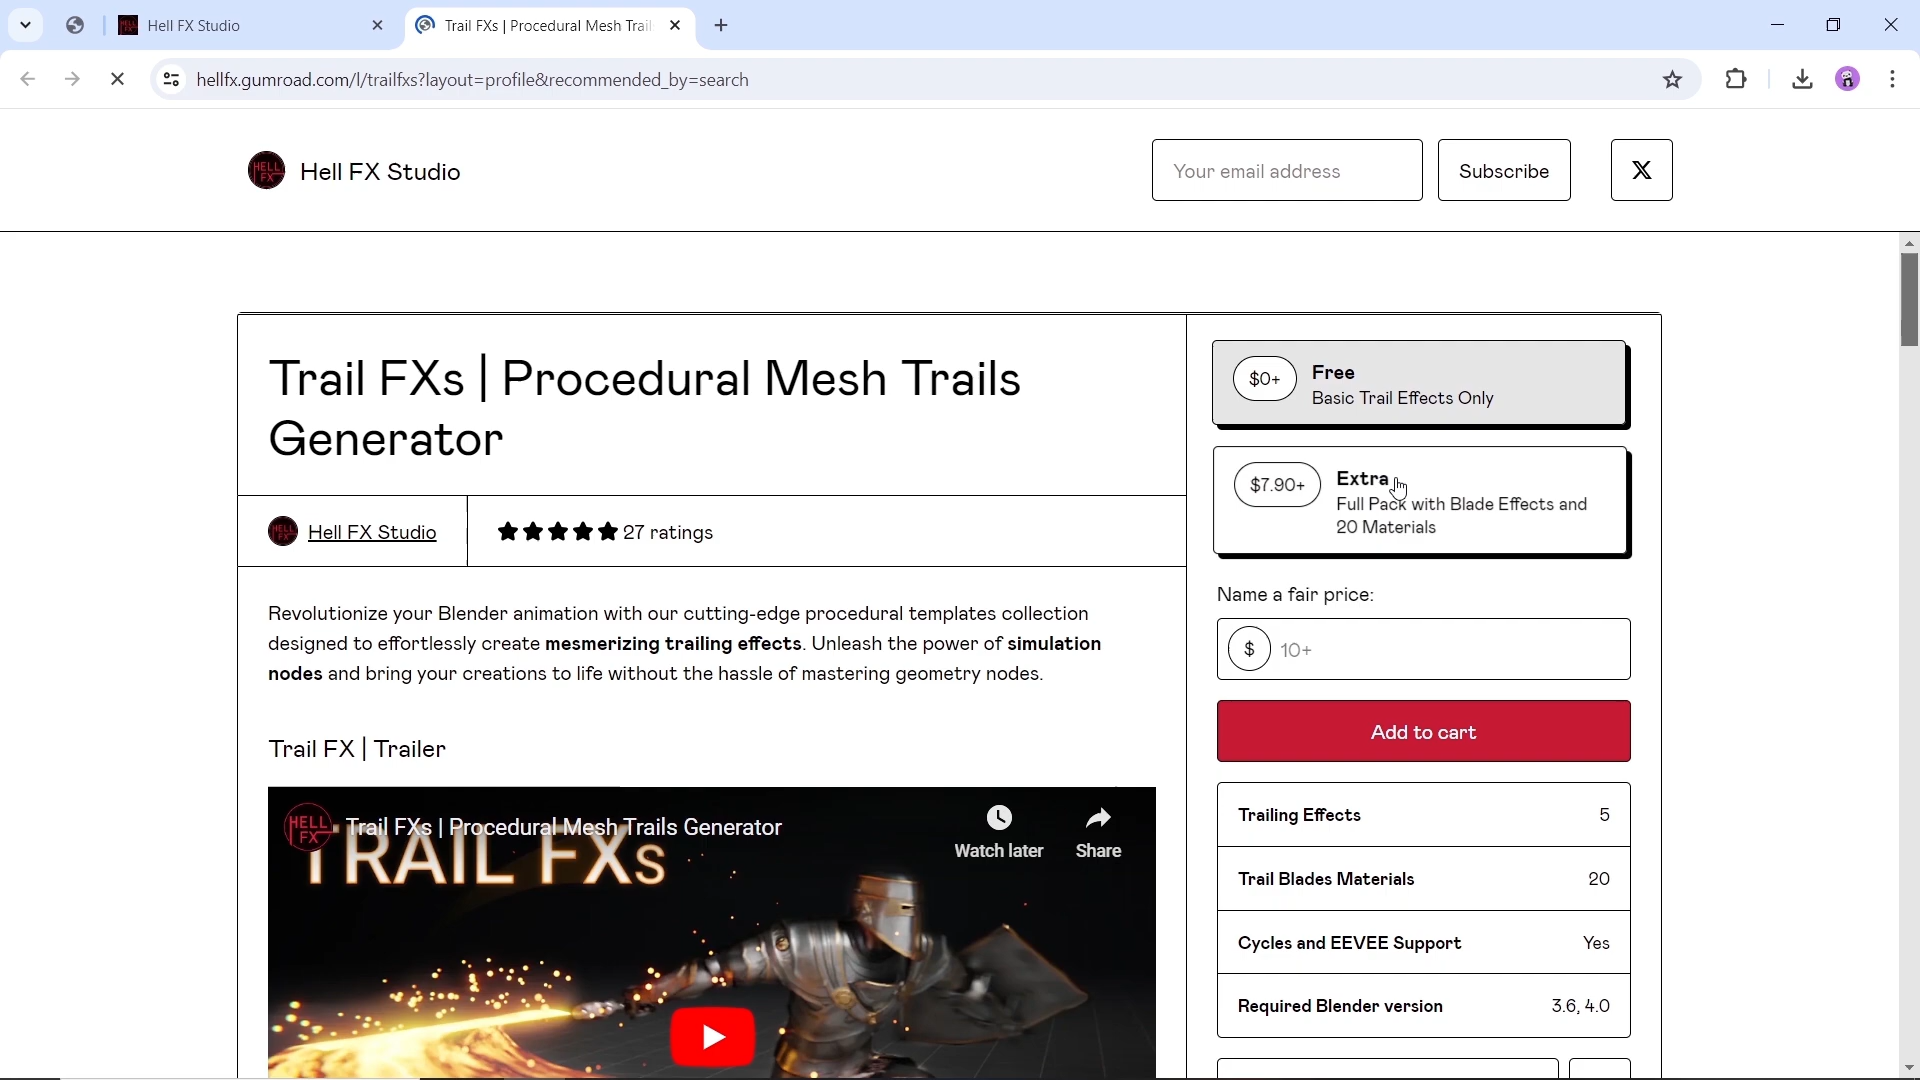 Hell FX Studio
Trail FXs | Procedural Mesh Trail
hellfx.gumroad.com/l/trailfxs?layout=profile&recommended_by=search
HELL
FX
Hell FX Studio
Your email address
Subscribe
X
Trail FXs | Procedural Mesh Trails
Generator
Hell FX Studio
27 ratings
Revolutionize your Blender animation with our cutting-edge procedural templates collection
designed to effortlessly create mesmerizing trailing effects. Unleash the power of simulation
nodes and bring your creations to life without the hassle of mastering geometry nodes.
Trail FX | Trailer
HELL
FX
Trail FXs | Procedural Mesh Trails Generator
TRAIL FXs
Watch later
Share
$0+
Free
Basic Trail Effects Only
$7.90+
Extra
Full Pack with Blade Effects and
20 Materials
Name a fair price:
$ 10+
Add to cart
Trailing Effects 5
Trail Blades Materials 20
Cycles and EEVEE Support Yes
Required Blender version 3.6, 4.0